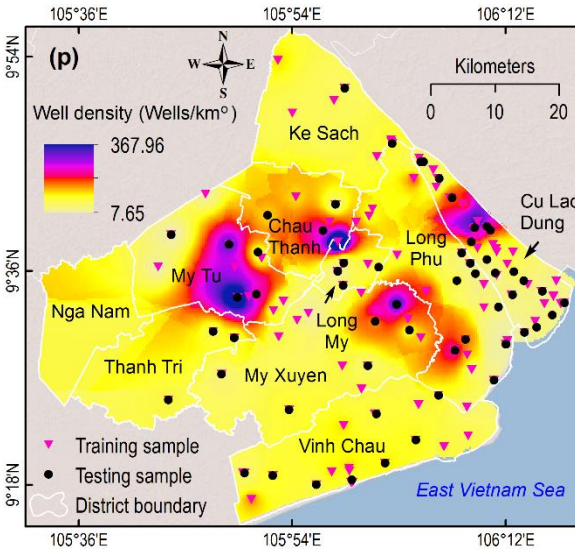 105°36'E 105°54'E 106°12'E
9°54'N
(p)
N
W E
S
Kilometers
0 10 20
Well density (Wells/km°)
367.96
7.65
Ke Sach
Cu Lao
Dung
Chau
Thanh
Long
Phu
My Tu
9°36'N
Nga Nam
Long
My
Thanh Tri
My Xuyen
Vinh Chau
Training sample
Testing sample
District boundary
9°18'N
East Vietnam Sea
105°36'E 105°54'E 106°12'E